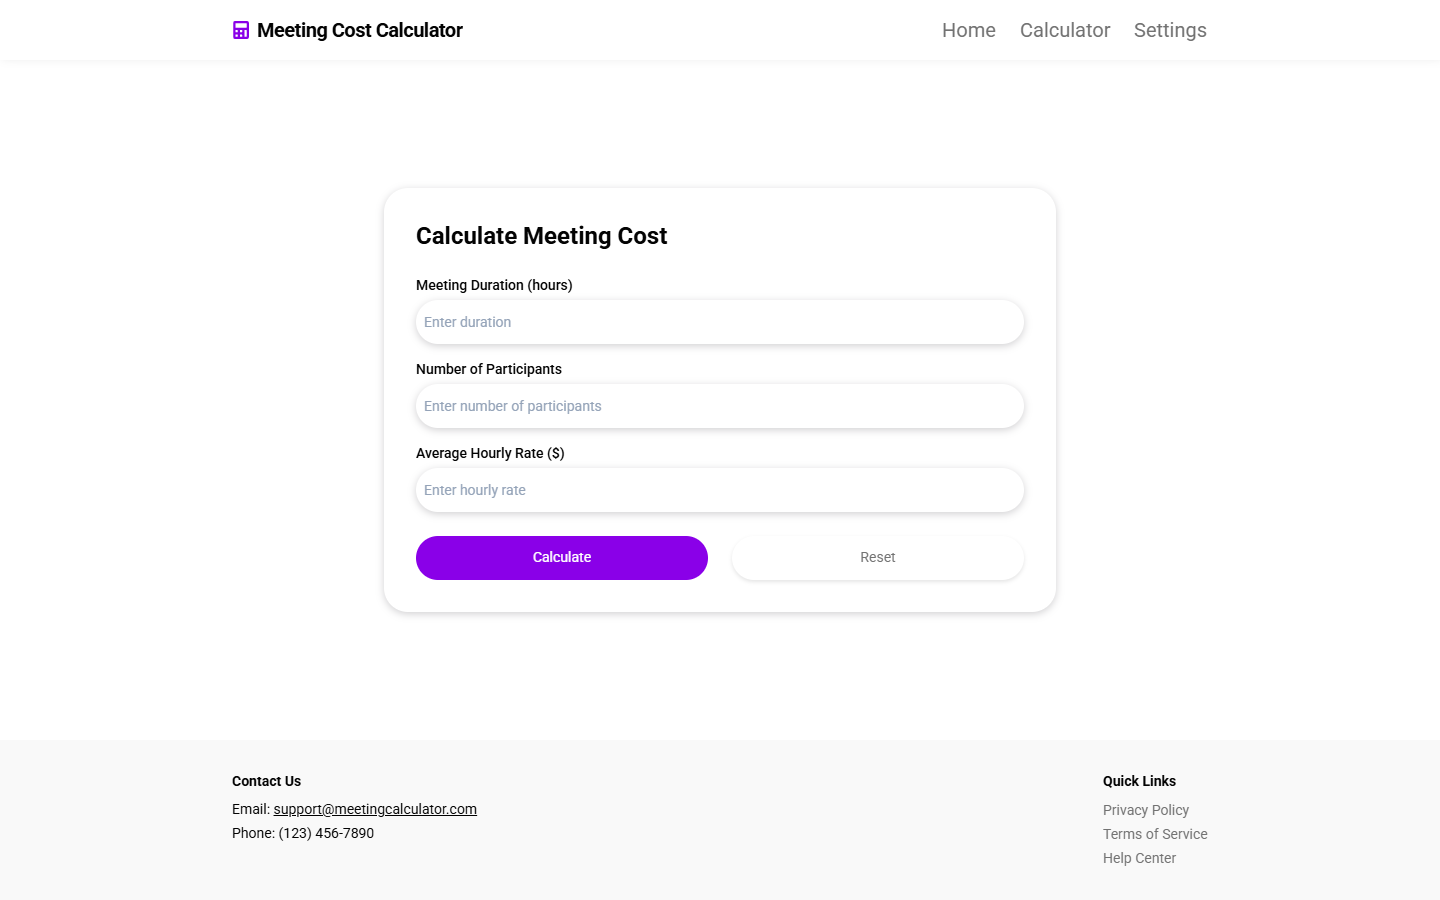 Meeting Cost Calculator
Home Calculator Settings
Calculate Meeting Cost
Meeting Duration (hours)
Enter duration
Number of Participants
Enter number of participants
Average Hourly Rate ($)
Enter hourly rate
Calculate Reset
Contact Us
Email: support@meetingcalculator.com
Phone: (123) 456-7890
Quick Links
Privacy Policy
Terms of Service
Help Center